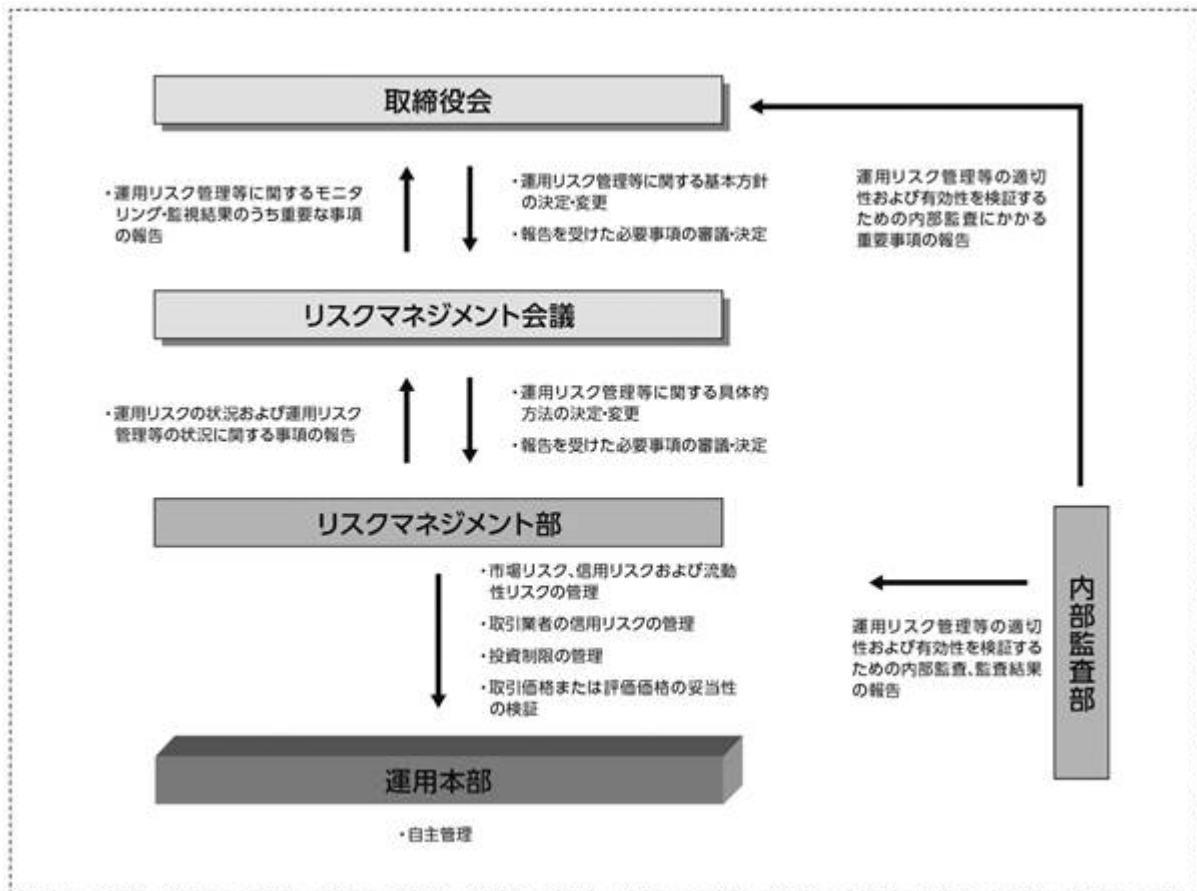 取締役会
・運用リスク管理等に関するモニタ
リング・監視結果のうち重要な事項
の報告
・運用リスク管理等に関する基本方針
の決定・変更
・報告を受けた必要事項の審議・決定
運用リスク管理等の適切
性および有効性を検証する
ための内部監査にかかる
重要事項の報告
リスクマネジメント会議
・運用リスクの状況および運用リスク
管理等の状況に関する事項の報告
・運用リスク管理等に関する具体的
方法の決定・変更
・報告を受けた必要事項の審議・決定
リスクマネジメント部
・市場リスク、信用リスクおよび流動
性リスクの管理
・取引業者の信用リスクの管理
・投資制限の管理
・取引価格または評価価格の妥当性
の検証
運用リスク管理等の適切
性および有効性を検証する
ための内部監査、監査結果
の報告
内部監査部
運用本部
・自主管理